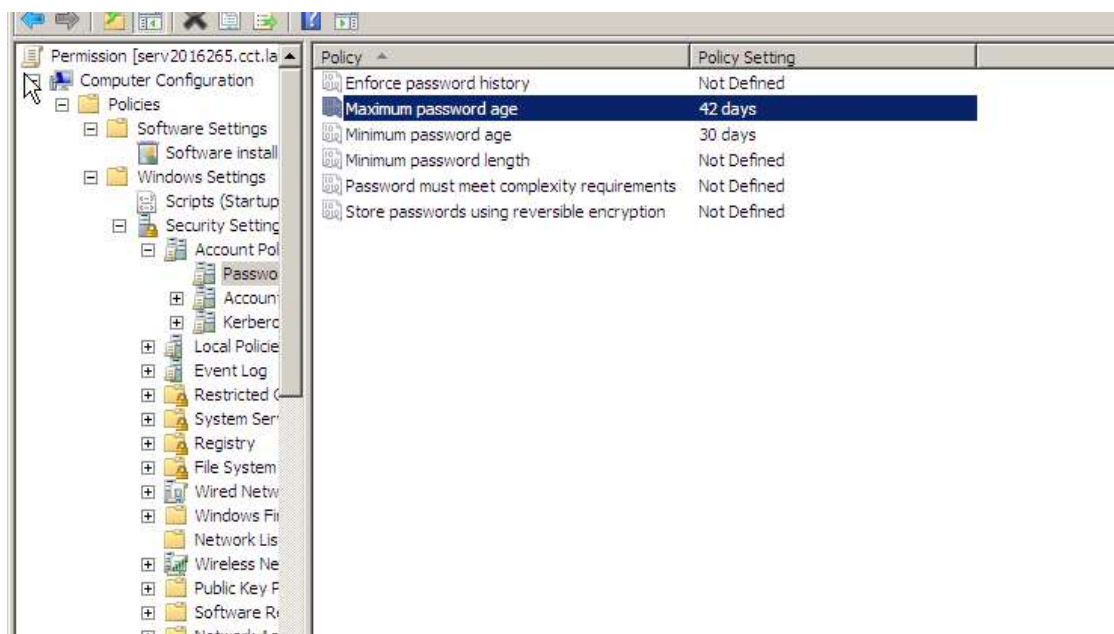 Permission [serv2016265.cct.la
Computer Configuration
Policies
Software Settings
Software install
Windows Settings
Scripts (Startup
Security Setting
Account Pol
Passwo
Accoun
Kerberc
Local Policie
Event Log
Restricted
System Ser
Registry
File System
Wired Netw
Windows Fi
Network Lis
Wireless Ne
Public Key P
Software R
Policy Policy Setting
Enforce password history Not Defined
Maximum password age 42 days
Minimum password age 30 days
Minimum password length Not Defined
Password must meet complexity requirements Not Defined
Store passwords using reversible encryption Not Defined